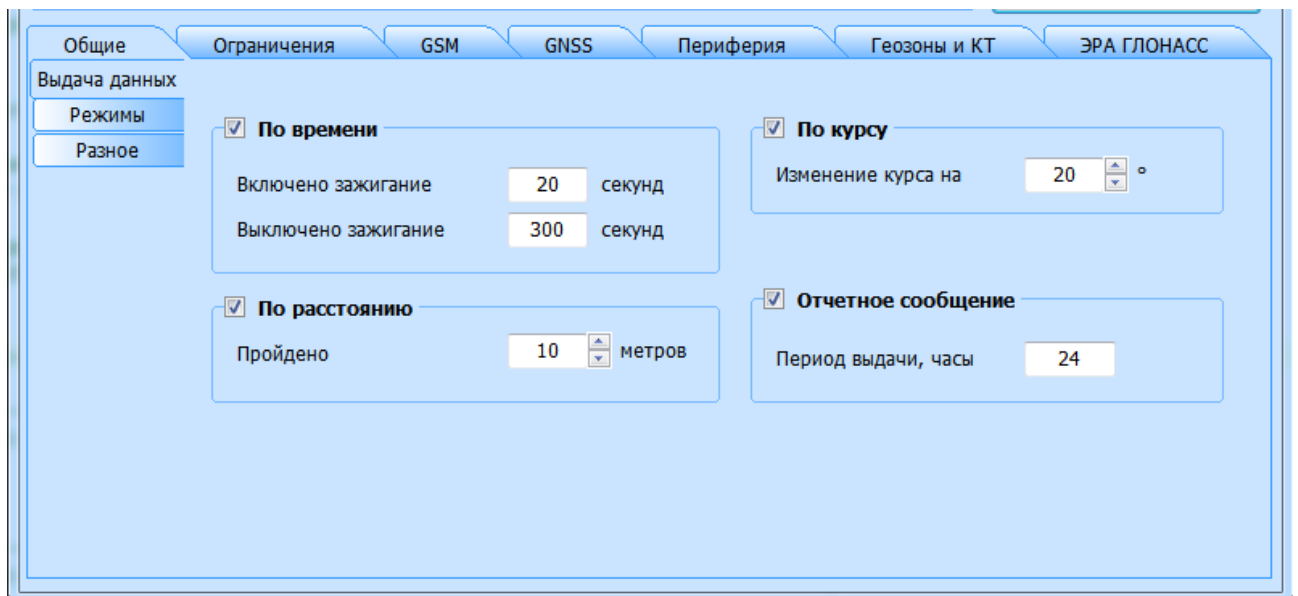 Общие Ограничения GSM GNSS Периферия Геозоны и КТ ЭРА ГЛОНАСС
Выдача данных
Режимы
Разное
По времени
Включено зажигание 20 секунд
Выключено зажигание 300 секунд
По курсу
Изменение курса на 20 °
По расстоянию
Пройдено 10 метров
Отчетное сообщение
Период выдачи, часы 24